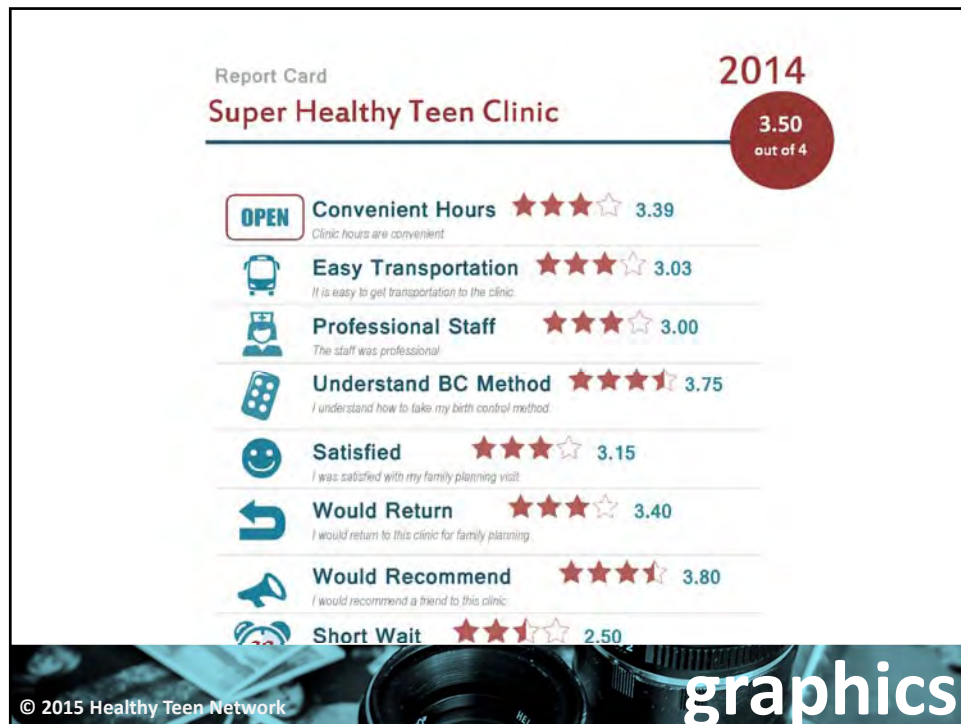 Report Card
2014
Super Healthy Teen Clinic
3.50
out of 4
OPEN
Convenient Hours 3.39
Clinic hours are convenient
Easy Transportation 3.03
It is easy to get transportation to the clinic.
Professional Staff 3.00
The staff was professional
Understand BC Method 3.75
I understand how to take my birth control method
Satisfied 3.15
I was satisfied with my family planning visit
Would Return 3.40
I would return to this clinic for family planning
Would Recommend 3.80
I would recommend a friend to this clinic
Short Wait 2.50
© 2015 Healthy Teen Network
graphics